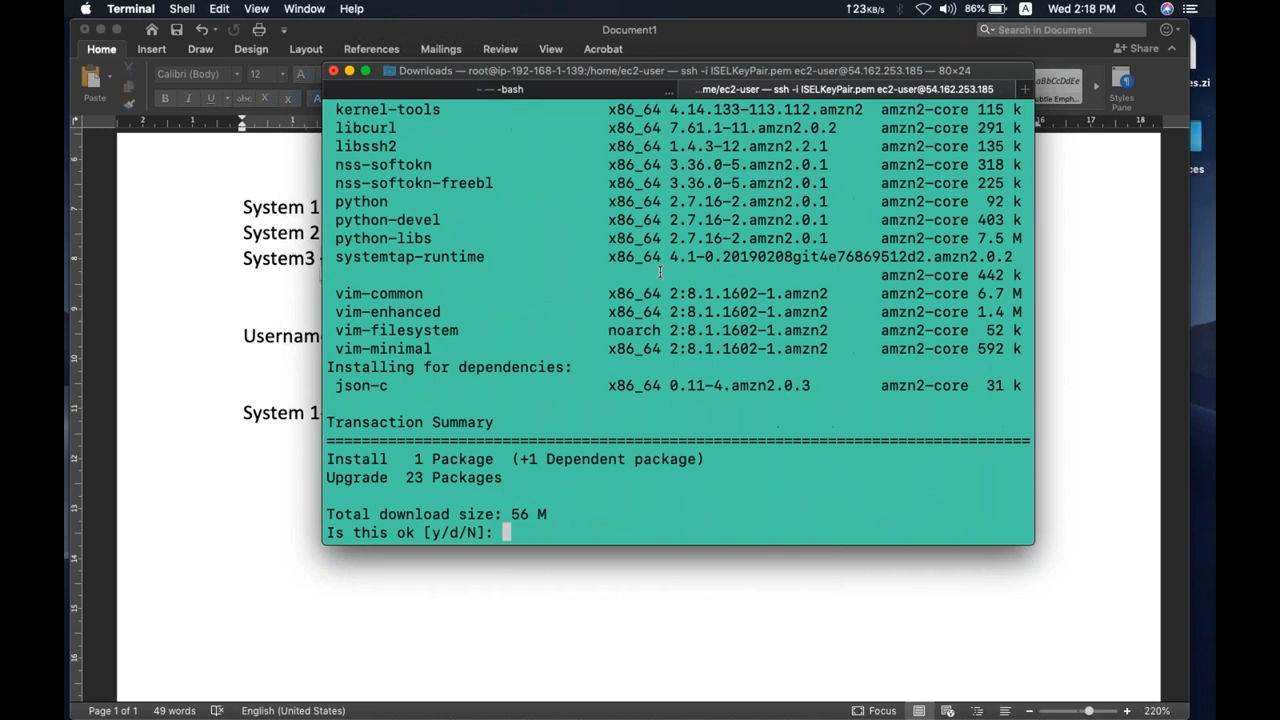 Terminal Shell Edit View Window Help
↑23KB/s 86% A Wed 2:18 PM
Document1
Search in Document
Home Insert Draw Design Layout References Mailings Review View Acrobat
Share
Paste
Calibri (Body) 12
B I U
AaBbCcDdEe
Subtle Emph...
Styles
Pane
Downloads — root@ip-192-168-1-139:/home/ec2-user — ssh -i ISELKeyPair.pem ec2-user@54.162.253.185 — 80×24
~ — -bash
...me/ec2-user — ssh -i ISELKeyPair.pem ec2-user@54.162.253.185
kernel-tools x86_64 4.14.133-113.112.amzn2 amzn2-core 115 k
libcurl x86_64 7.61.1-11.amzn2.0.2 amzn2-core 291 k
libssh2 x86_64 1.4.3-12.amzn2.2.1 amzn2-core 135 k
nss-softokn x86_64 3.36.0-5.amzn2.0.1 amzn2-core 318 k
nss-softokn-freebl x86_64 3.36.0-5.amzn2.0.1 amzn2-core 225 k
python x86_64 2.7.16-2.amzn2.0.1 amzn2-core 92 k
python-devel x86_64 2.7.16-2.amzn2.0.1 amzn2-core 403 k
python-libs x86_64 2.7.16-2.amzn2.0.1 amzn2-core 7.5 M
systemtap-runtime x86_64 4.1-0.20190208git4e76869512d2.amzn2.0.2
amzn2-core 442 k
vim-common x86_64 2:8.1.1602-1.amzn2 amzn2-core 6.7 M
vim-enhanced x86_64 2:8.1.1602-1.amzn2 amzn2-core 1.4 M
vim-filesystem noarch 2:8.1.1602-1.amzn2 amzn2-core 52 k
vim-minimal x86_64 2:8.1.1602-1.amzn2 amzn2-core 592 k
Installing for dependencies:
json-c x86_64 0.11-4.amzn2.0.3 amzn2-core 31 k
Transaction Summary
================================================================================
Install 1 Package (+1 Dependent package)
Upgrade 23 Packages
Total download size: 56 M
Is this ok [y/d/N]:
System 1
System 2
System3
Username
System 1
Page 1 of 1 49 words English (United States) Focus 220%